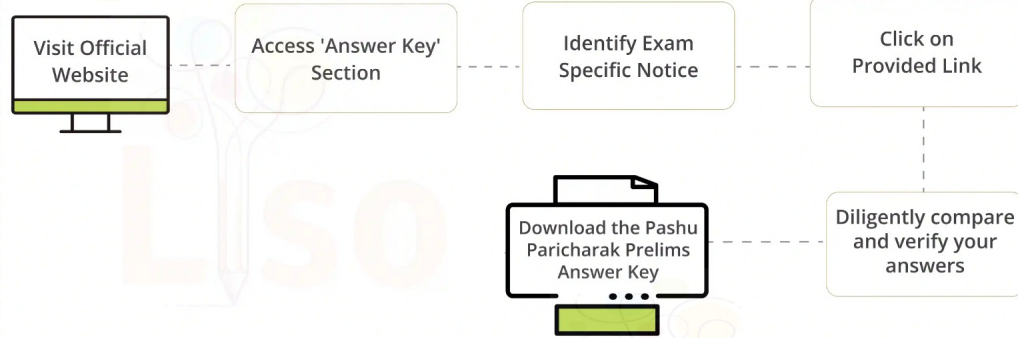 Visit Official
Website
Access 'Answer Key'
Section
Identify Exam
Specific Notice
Click on
Provided Link
Diligently compare
and verify your
answers
Download the Pashu
Paricharak Prelims
Answer Key
Liso